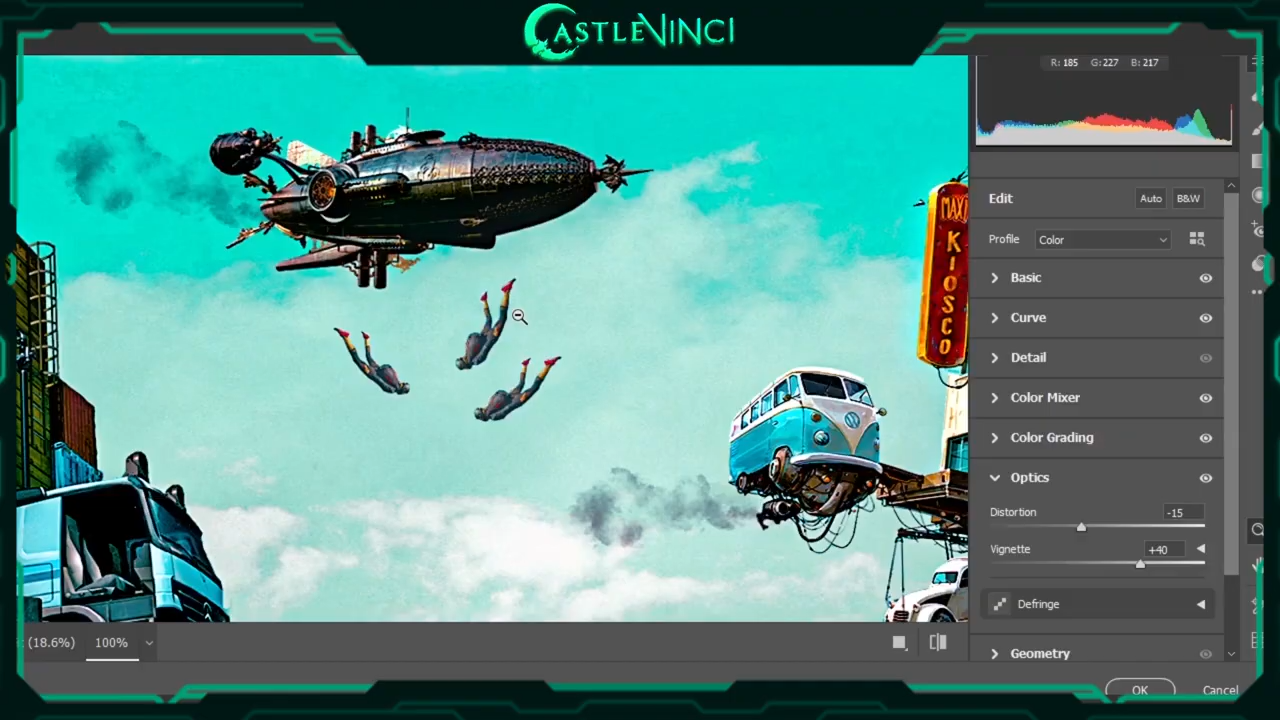 CASTLEVINCI
R: 185 G: 227 B: 217
Edit Auto B&W
Profile Color
Basic
Curve
Detail
Color Mixer
Color Grading
Optics
Distortion -15
Vignette +40
Defringe
Geometry
MAXI
KIOSCO
(18.6%) 100%
OK Cancel